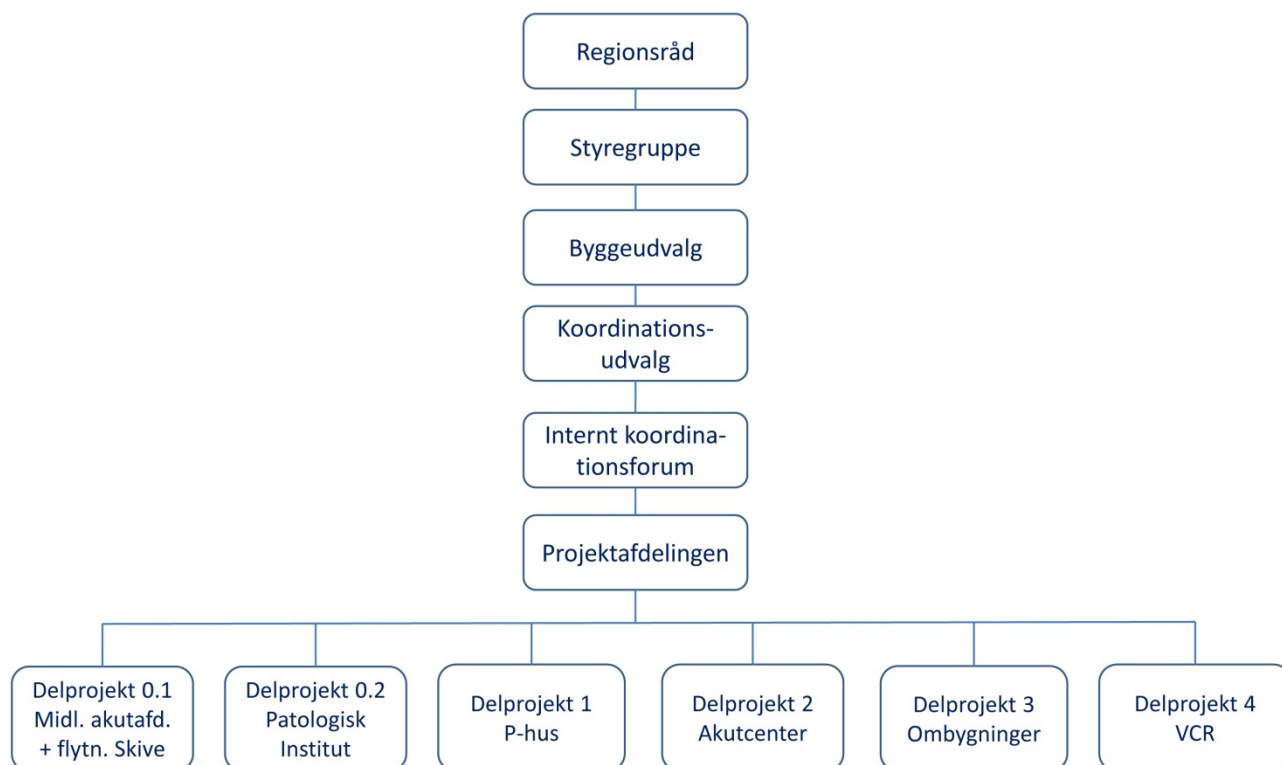 Regionsråd
Styregruppe
Byggeudvalg
Koordinations-
udvalg
Internt koordina-
tionsforum
Projektafdelingen
Delprojekt 0.1
Midl. akutafd.
+ flytn. Skive
Delprojekt 0.2
Patologisk
Institut
Delprojekt 1
P-hus
Delprojekt 2
Akutcenter
Delprojekt 3
Ombygninger
Delprojekt 4
VCR